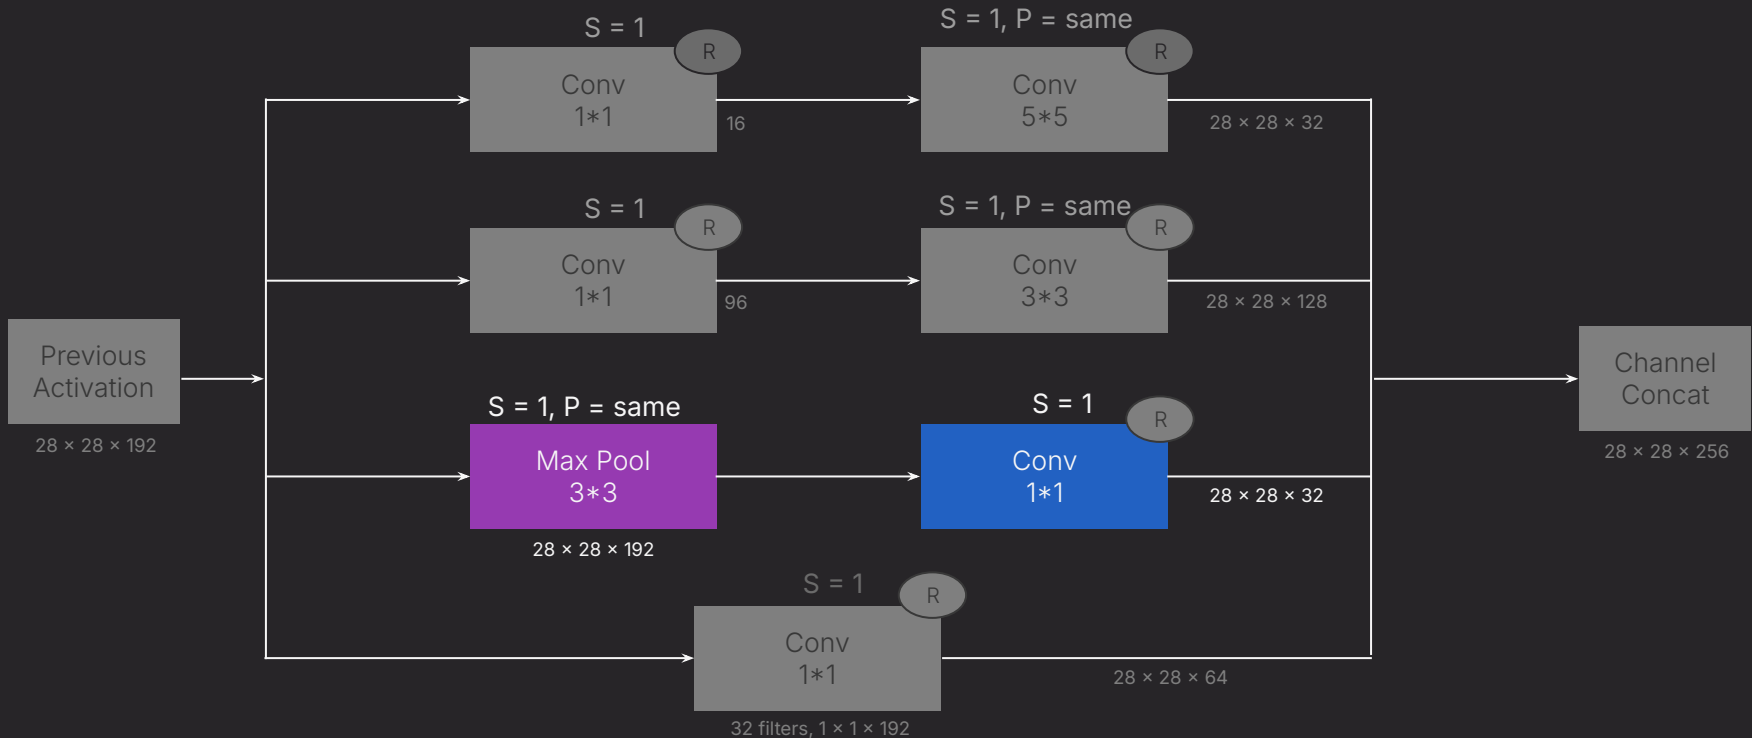 S = 1
S = 1, P = same
R
R
Conv
1*1
Conv
5*5
16
28 × 28 × 32
S = 1
S = 1, P = same
R
R
Conv
1*1
Conv
3*3
96
28 × 28 × 128
Previous
Activation
28 × 28 × 192
Channel
Concat
28 × 28 × 256
S = 1, P = same
S = 1
R
Max Pool
3*3
Conv
1*1
28 × 28 × 32
28 × 28 × 192
S = 1
R
Conv
1*1
28 × 28 × 64
32 filters, 1 × 1 × 192